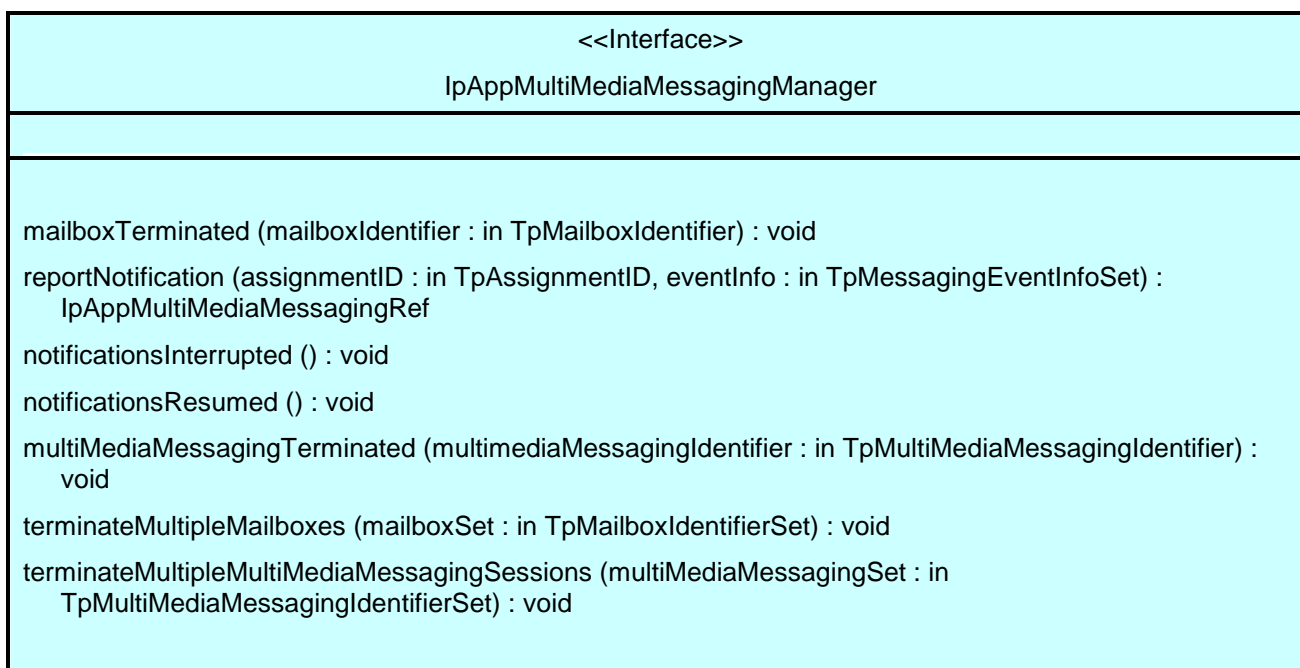 <<Interface>>
IpAppMultiMediaMessagingManager
mailboxTerminated (mailboxIdentifier : in TpMailboxIdentifier) : void
reportNotification (assignmentID : in TpAssignmentID, eventInfo : in TpMessagingEventInfoSet) :
IpAppMultiMediaMessagingRef
notificationsInterrupted () : void
notificationsResumed () : void
multiMediaMessagingTerminated (multimediaMessagingIdentifier : in TpMultiMediaMessagingIdentifier) :
void
terminateMultipleMailboxes (mailboxSet : in TpMailboxIdentifierSet) : void
terminateMultipleMultiMediaMessagingSessions (multiMediaMessagingSet : in
TpMultiMediaMessagingIdentifierSet) : void